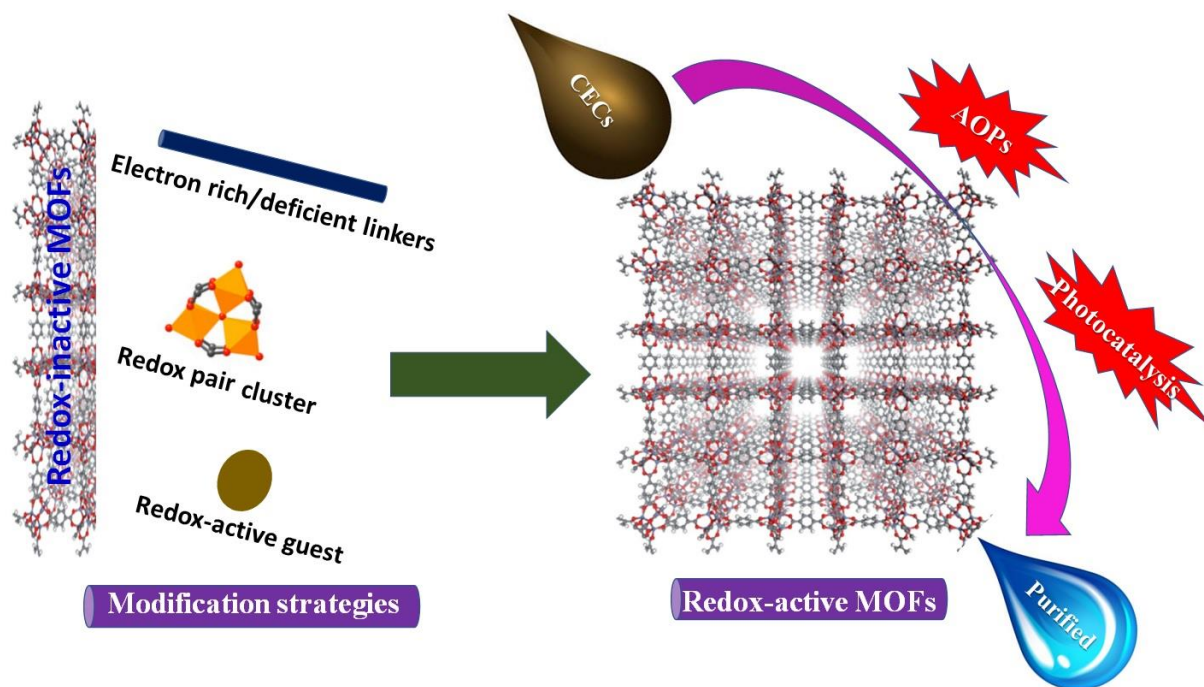 Redox-inactive MOFs
Electron rich/deficient linkers
Redox pair cluster
Redox-active guest
Modification strategies
CECs
AOPs
Photocatalysis
Redox-active MOFs
Purified